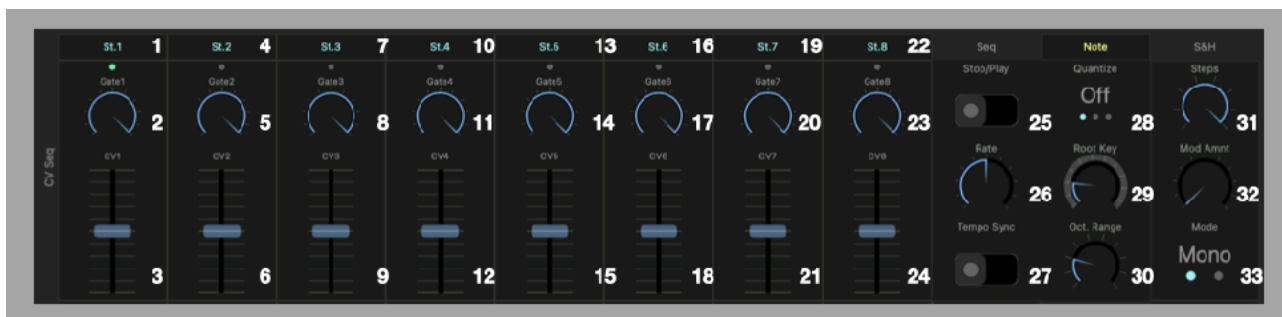 St.1 1 St.2 4 St.3 7 St.4 10 St.5 13 St.6 16 St.7 19 St.8 22 Seq Note S&H
Gate1 Gate2 Gate3 Gate4 Gate5 Gate6 Gate7 Gate8 Stop/Play Quantize Steps
Off
2 5 8 11 14 17 20 23 25 28 31
CV Seq
CV1 CV2 CV3 CV4 CV5 CV6 CV7 CV8 Rate Root Key Mod Amnt
26 29 32
Tempo Sync Oct. Range Mode
Mono
3 6 9 12 15 18 21 24 27 30 33